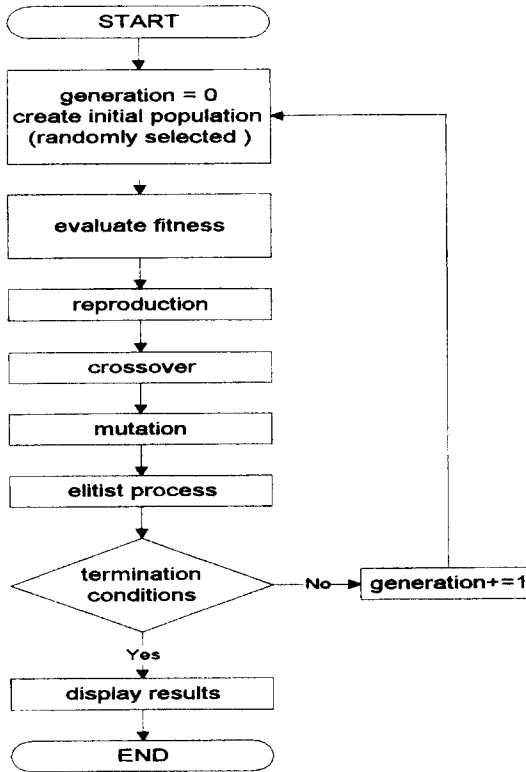 START
generation = 0
create initial population
(randomly selected )
evaluate fitness
reproduction
crossover
mutation
elitist process
termination
conditions
No
generation+=1
Yes
display results
END